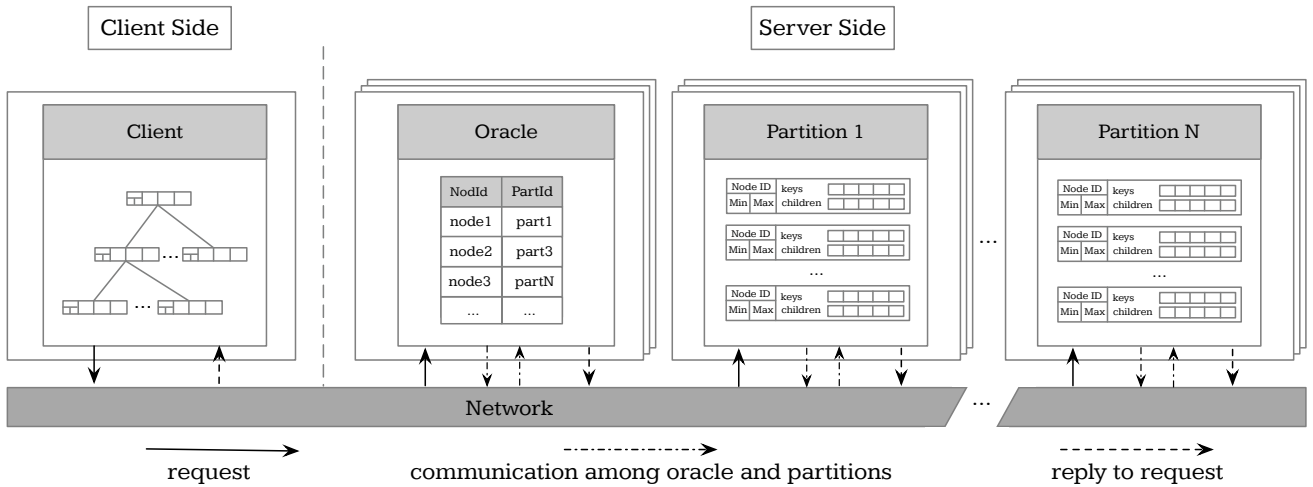 Client Side
Server Side
Client
Oracle
NodId PartId
node1 part1
node2 part3
node3 partN
... ...
Partition 1
Node ID keys
Min Max children
Node ID keys
Min Max children
...
Node ID keys
Min Max children
...
Partition N
Node ID keys
Min Max children
Node ID keys
Min Max children
...
Node ID keys
Min Max children
...
...
Network
...
request
communication among oracle and partitions
reply to request